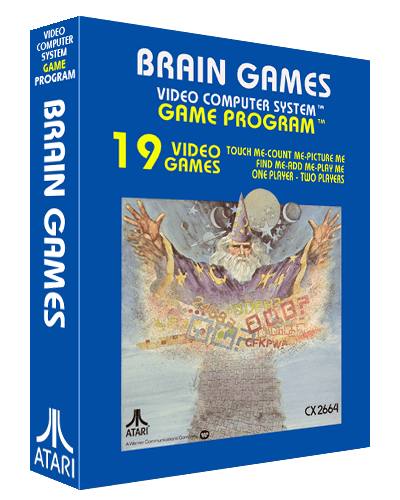 VIDEO
COMPUTER
SYSTEM
GAME
PROGRAM
BRAIN GAMES
ATARI
BRAIN GAMES
VIDEO COMPUTER SYSTEM™
GAME PROGRAM™
19 VIDEO GAMES
TOUCH ME-COUNT ME-PICTURE ME
FIND ME-ADD ME-PLAY ME
ONE PLAYER - TWO PLAYERS
CFKPWA
CX2664
ATARI
A Warner Communications Company